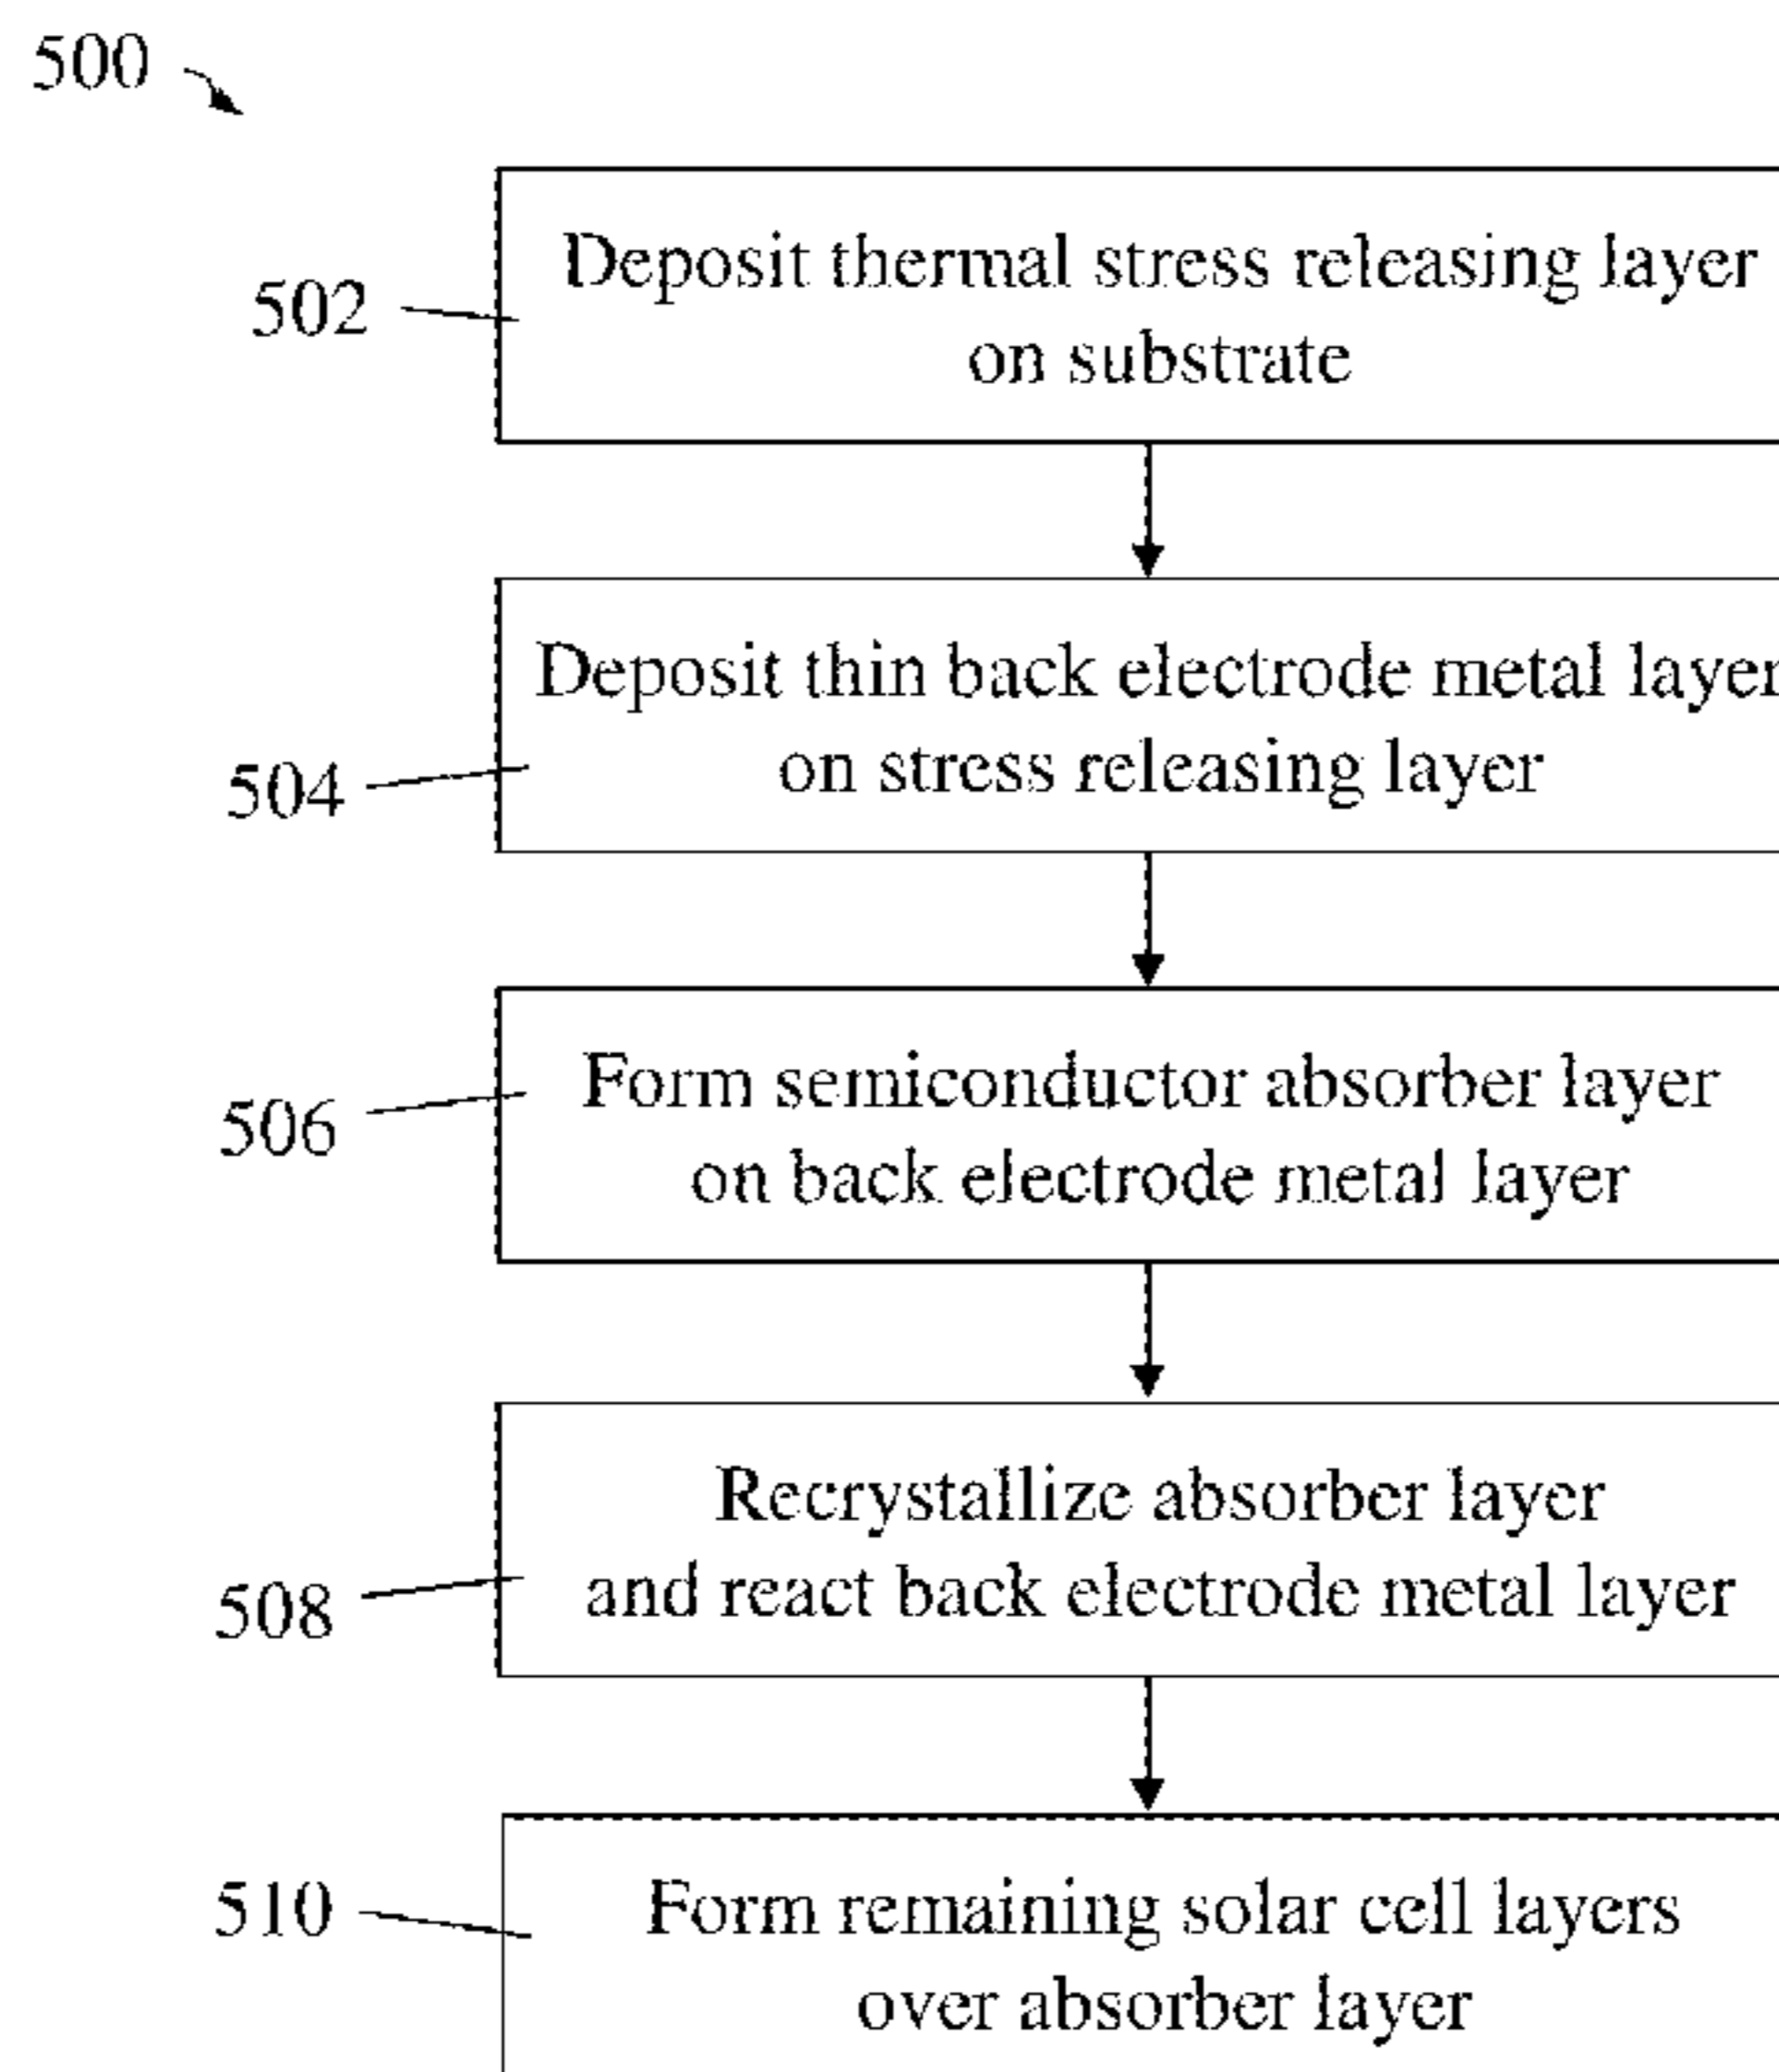 500
502
Deposit thermal stress releasing layer
on substrate
504
Deposit thin back electrode metal layer
on stress releasing layer
506
Form semiconductor absorber layer
on back electrode metal layer
508
Recrystallize absorber layer
and react back electrode metal layer
510
Form remaining solar cell layers
over absorber layer